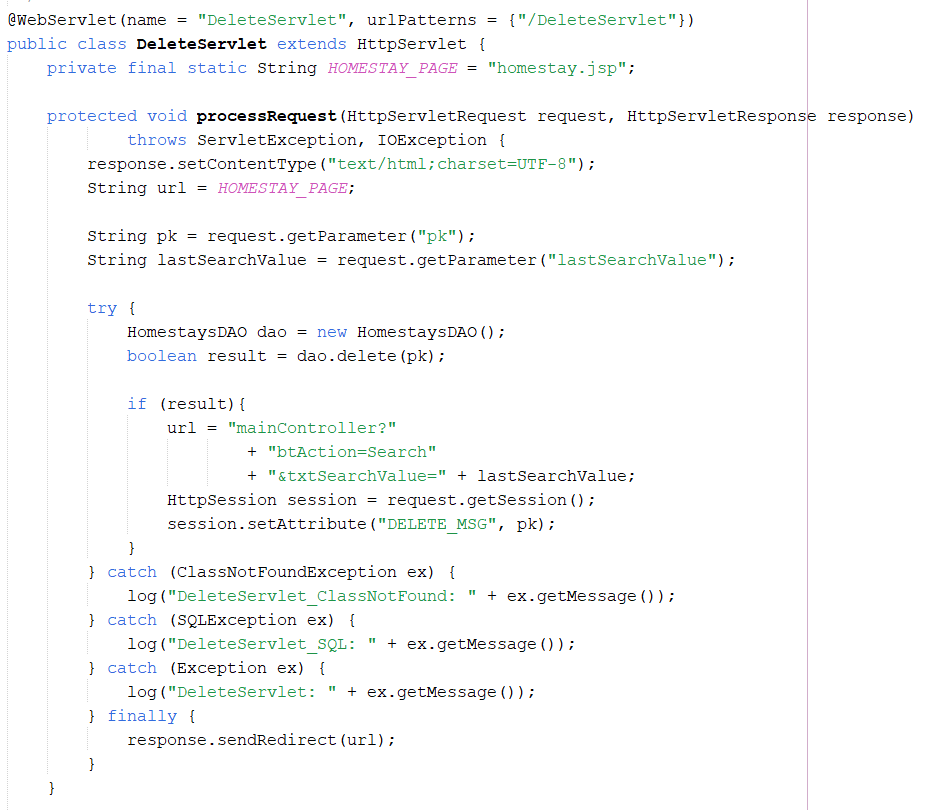 @WebServlet(name = "DeleteServlet", urlPatterns = {"/DeleteServlet"})
public class DeleteServlet extends HttpServlet {
    private final static String HOMESTAY_PAGE = "homestay.jsp";

    protected void processRequest(HttpServletRequest request, HttpServletResponse response)
            throws ServletException, IOException {
        response.setContentType("text/html;charset=UTF-8");
        String url = HOMESTAY_PAGE;

        String pk = request.getParameter("pk");
        String lastSearchValue = request.getParameter("lastSearchValue");

        try {
            HomestaysDAO dao = new HomestaysDAO();
            boolean result = dao.delete(pk);

            if (result){
                url = "mainController?"
                        + "btAction=Search"
                        + "&txtSearchValue=" + lastSearchValue;
                HttpSession session = request.getSession();
                session.setAttribute("DELETE_MSG", pk);
            }
        } catch (ClassNotFoundException ex) {
            log("DeleteServlet_ClassNotFound: " + ex.getMessage());
        } catch (SQLException ex) {
            log("DeleteServlet_SQL: " + ex.getMessage());
        } catch (Exception ex) {
            log("DeleteServlet: " + ex.getMessage());
        } finally {
            response.sendRedirect(url);
        }
    }